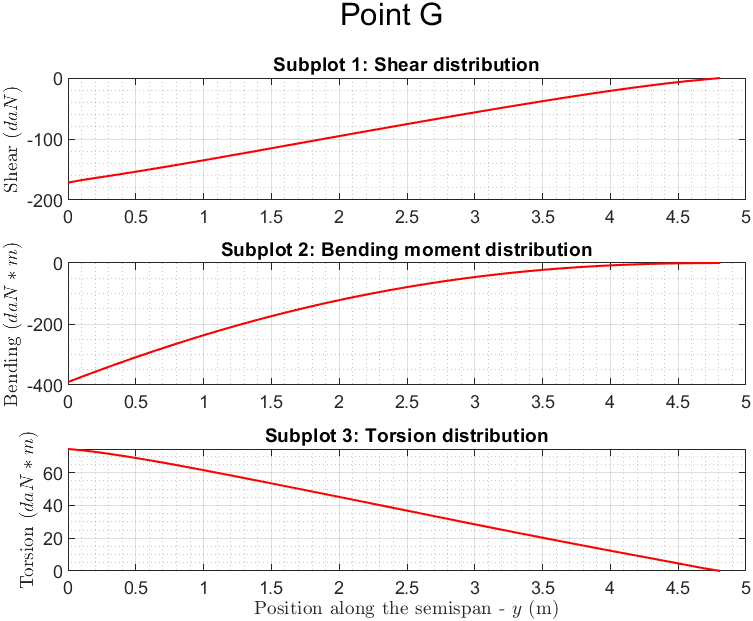 Point G
Subplot 1: Shear distribution
Shear (daN)
0
-100
-200
0 0.5 1 1.5 2 2.5 3 3.5 4 4.5 5
Subplot 2: Bending moment distribution
Bending (daN * m)
0
-200
-400
0 0.5 1 1.5 2 2.5 3 3.5 4 4.5 5
Subplot 3: Torsion distribution
Torsion (daN * m)
60
40
20
0
0 0.5 1 1.5 2 2.5 3 3.5 4 4.5 5
Position along the semispan - y (m)